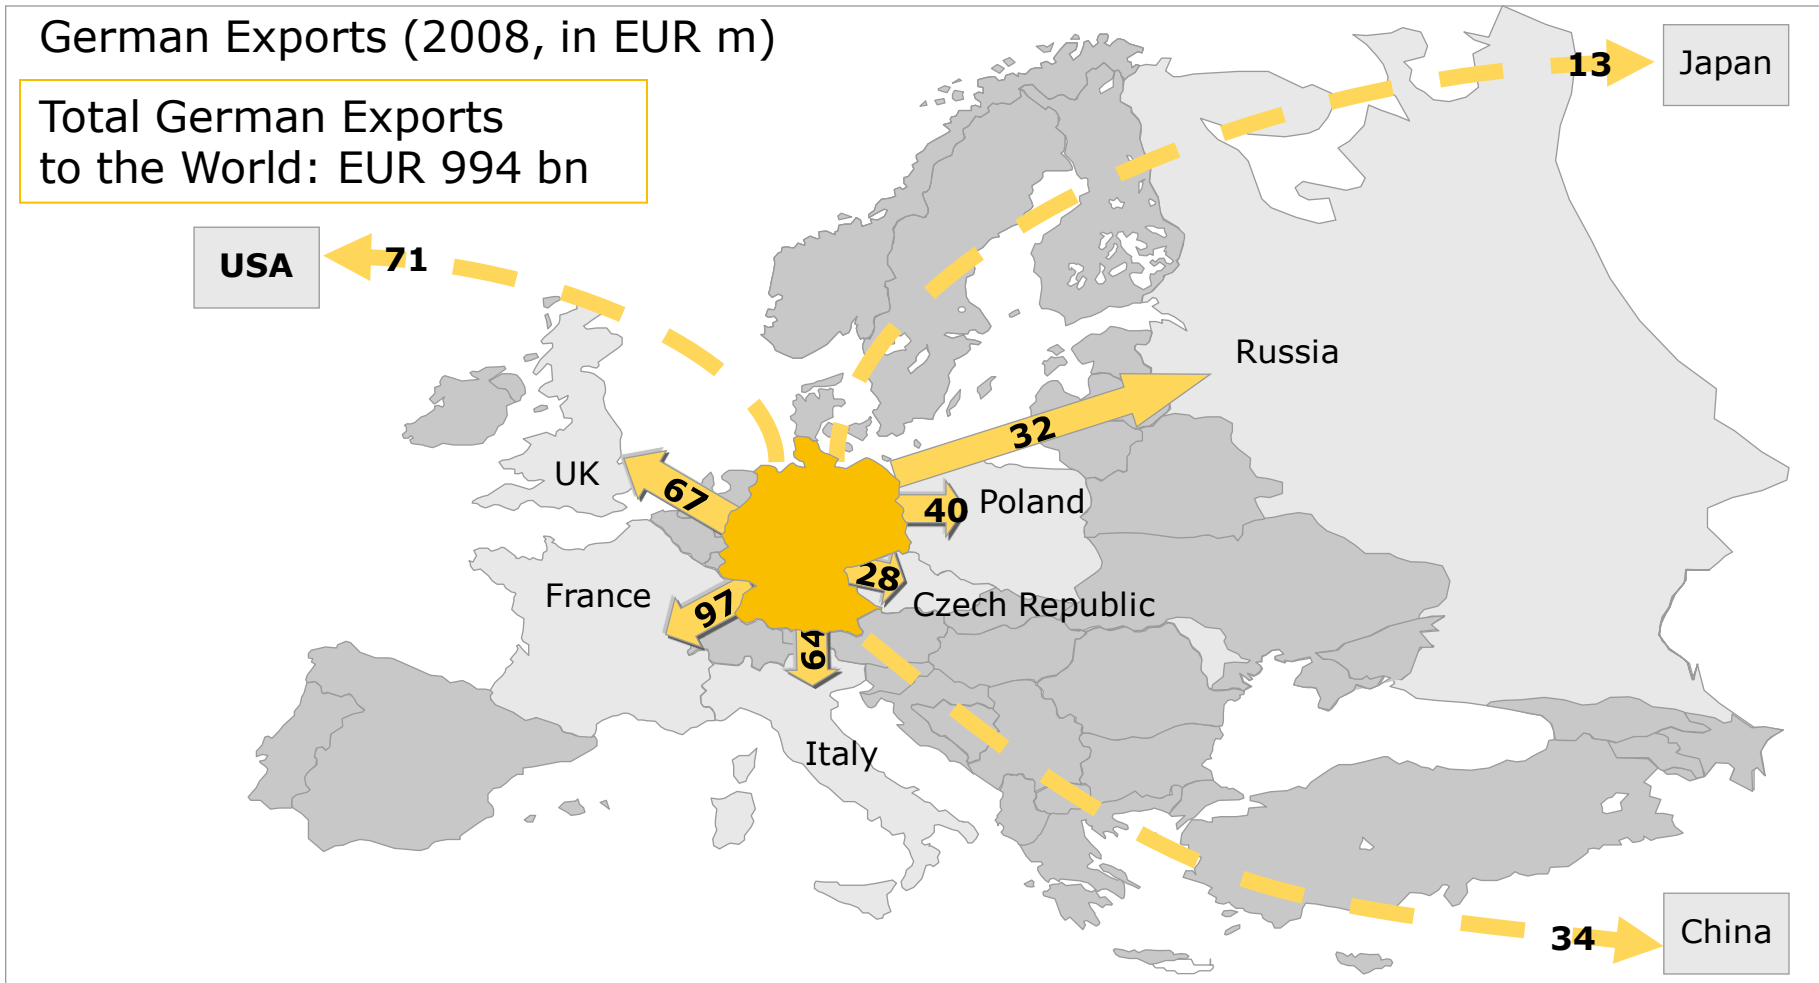 German Exports (2008, in EUR m)
Total German Exports
to the World: EUR 994 bn
13
Japan
71
USA
Russia
32
UK
67
40
Poland
28
Czech Republic
France
97
64
Italy
34
China